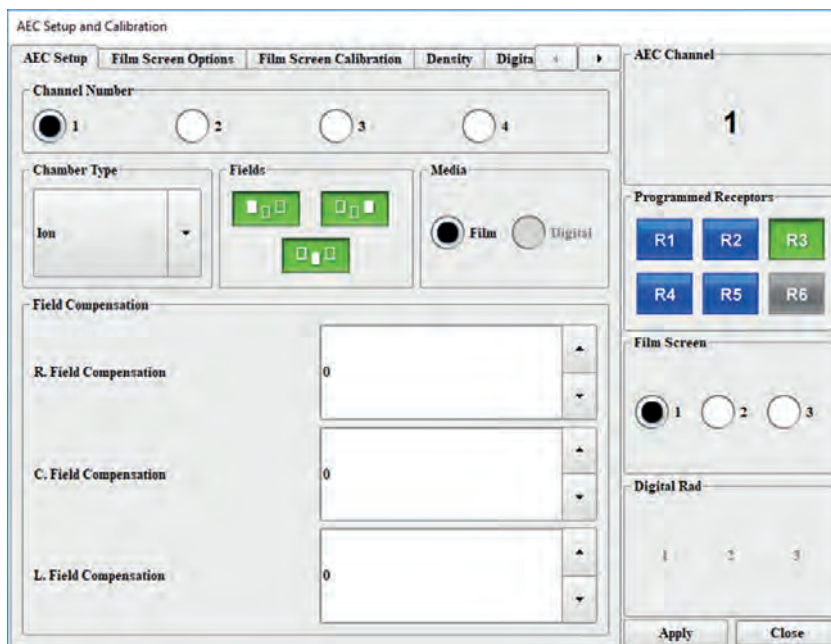 AEC Setup and Calibration
AEC Setup
Film Screen Options
Film Screen Calibration
Density
Digita
Channel Number
1
2
3
4
Chamber Type
Ion
Fields
Media
Film
Digital
Field Compensation
R. Field Compensation
0
C. Field Compensation
0
L. Field Compensation
0
AEC Channel
1
Programmed Receptors
R1 R2 R3
R4 R5 R6
Film Screen
1 2 3
Digital Rad
1 2 3
Apply
Close